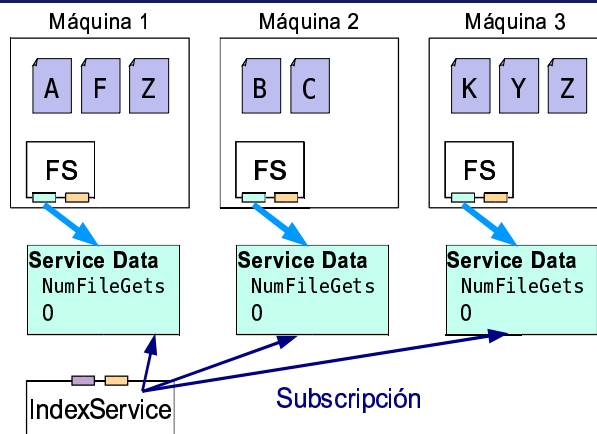 Máquina 1
Máquina 2
Máquina 3
A F Z
B C
K Y Z
FS
FS
FS
Service Data
NumFileGets
0
Service Data
NumFileGets
0
Service Data
NumFileGets
0
IndexService
Subscripción